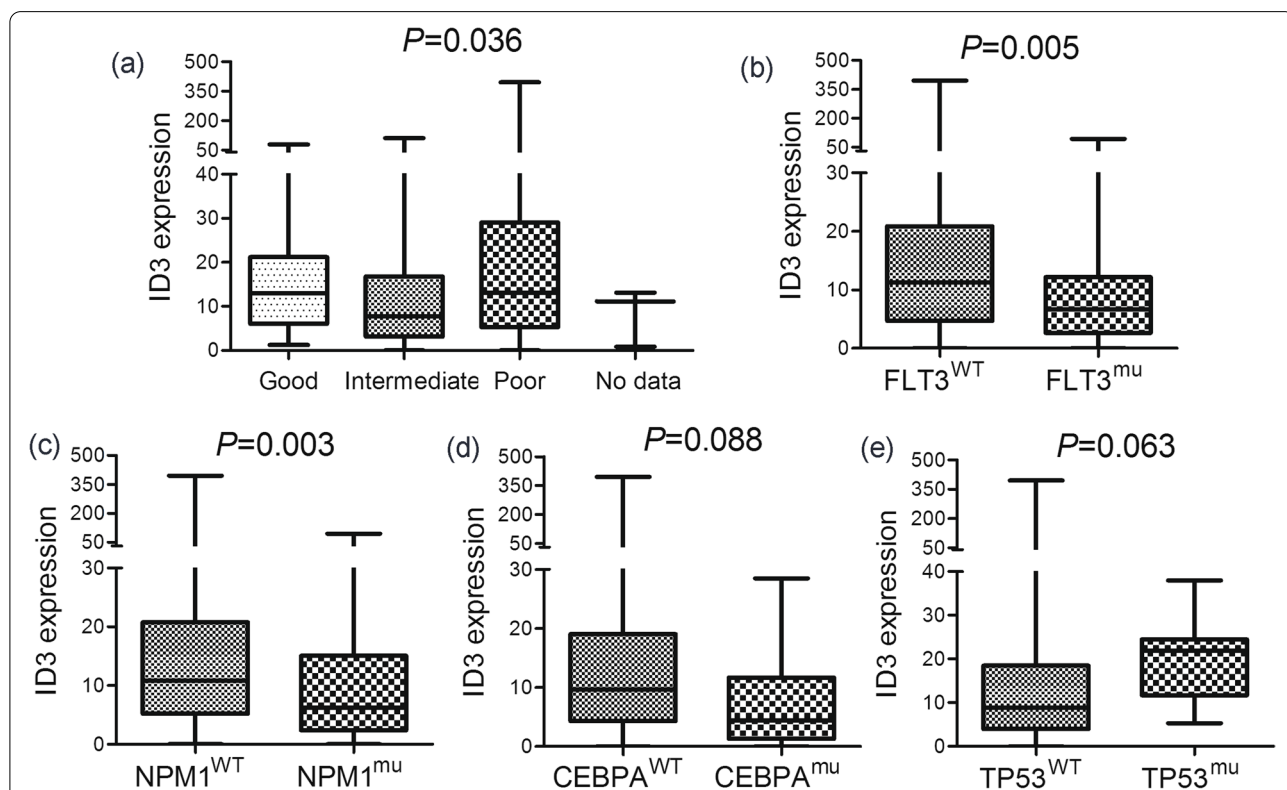 (a)
P=0.036
500
350
200
50
40
30
20
10
0
ID3 expression
Good Intermediate Poor No data
(b)
P=0.005
500
350
200
50
30
20
10
0
ID3 expression
FLT3WT FLT3mu
(c)
P=0.003
500
350
200
50
30
20
10
0
ID3 expression
NPM1WT NPM1mu
(d)
P=0.088
500
350
200
50
30
20
10
0
ID3 expression
CEBPAWT CEBPAmu
(e)
P=0.063
500
350
200
50
40
30
20
10
0
ID3 expression
TP53WT TP53mu